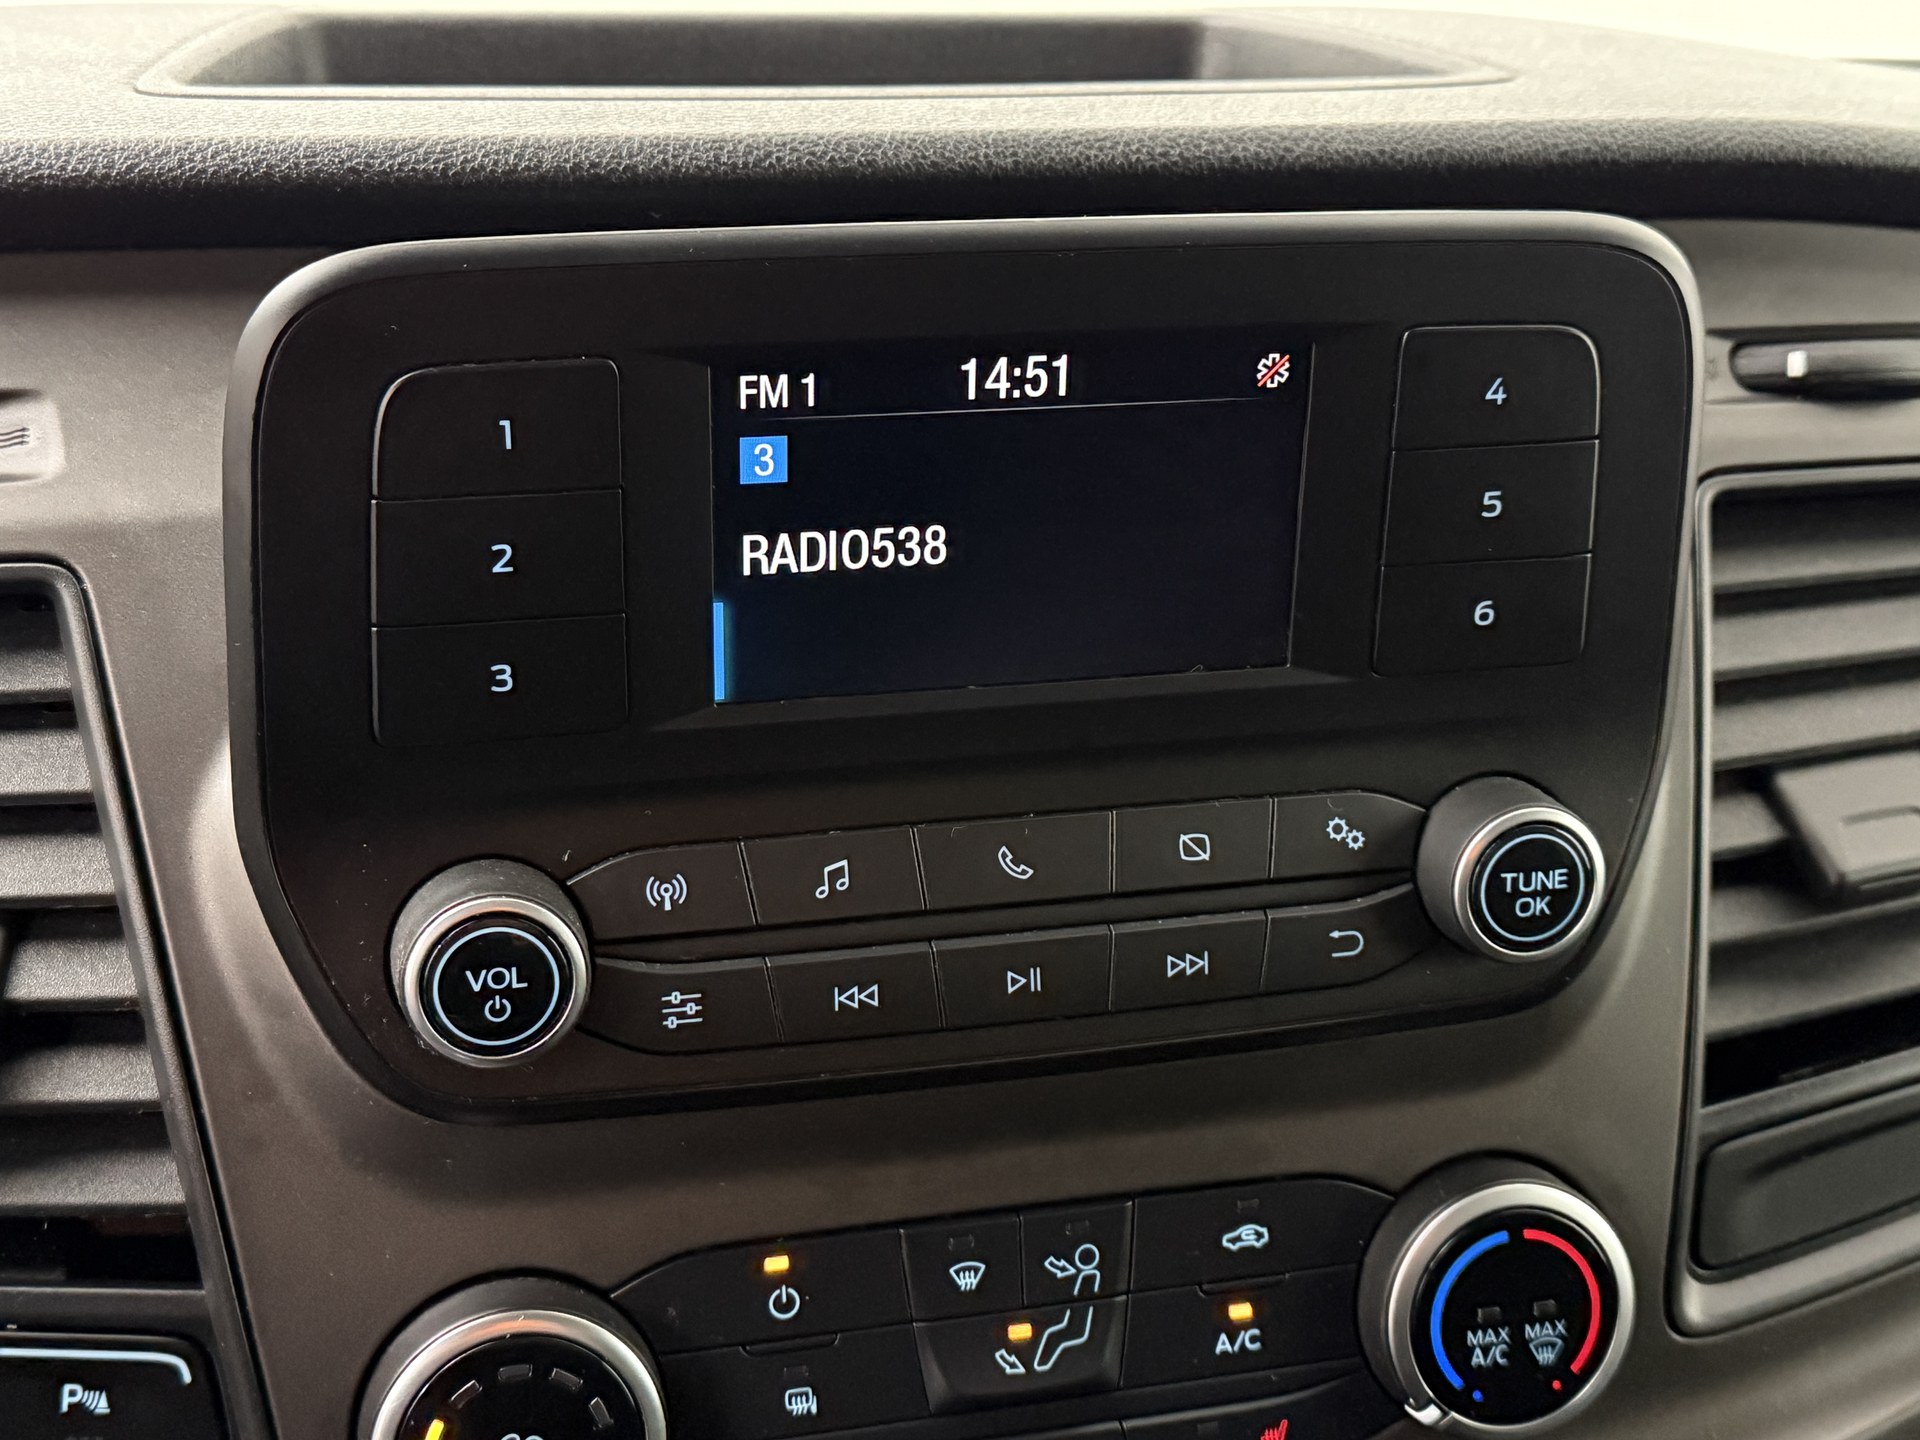 FM 1 14:51
3
RADIO538
1
2
3
4
5
6
VOL
TUNE
OK
A/C
MAX
A/C
MAX
P